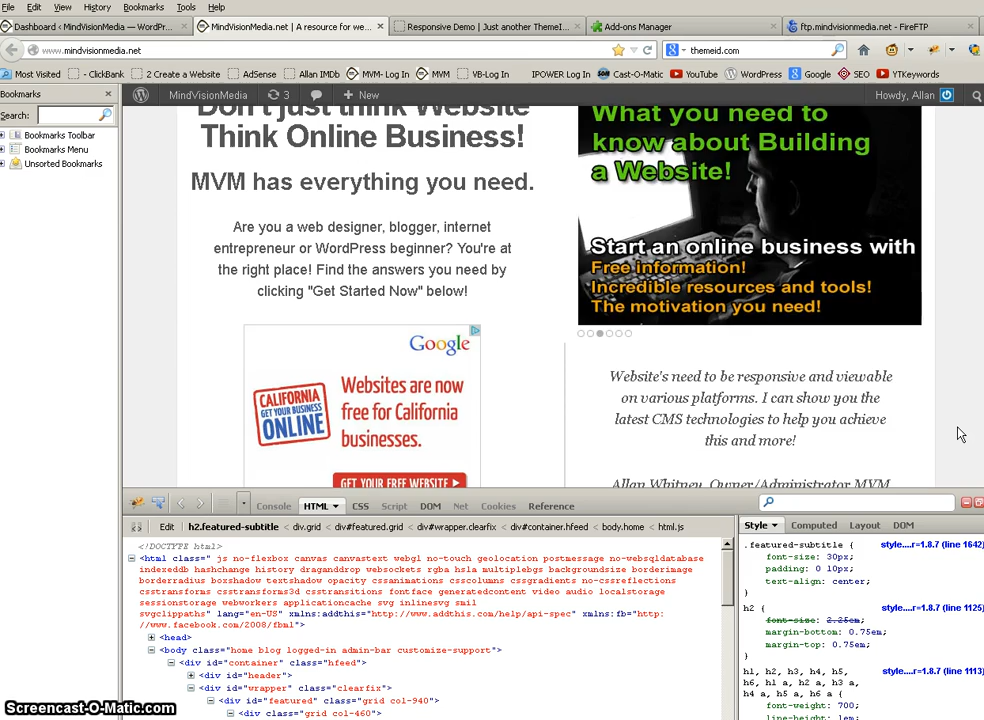 File Edit View History Bookmarks Tools Help
Dashboard ‹ MindVisionMedia — WordPr...
MindVisionMedia.net | A resource for we...
Responsive Demo | Just another ThemeI...
Add-ons Manager
ftp.mindvisionmedia.net - FireFTP
www.mindvisionmedia.net
themeid.com
Most Visited - ClickBank 2 Create a Website AdSense Allan IMDb MVM- Log In MVM VB-Log In IPOWER Log In Cast-O-Matic YouTube WordPress Google SEO YTKeywords
Bookmarks
Search:
Bookmarks Toolbar
Bookmarks Menu
Unsorted Bookmarks
MindVisionMedia 3 New Howdy, Allan
Don't just think Website
Think Online Business!
MVM has everything you need.
Are you a web designer, blogger, internet
entrepreneur or WordPress beginner? You're at
the right place! Find the answers you need by
clicking "Get Started Now" below!
Google
CALIFORNIA
GET YOUR BUSINESS
ONLINE
Websites are now
free for California
businesses.
GET YOUR FREE WEBSITE
What you need to
know about Building
a Website!
Start an online business with
Free information!
Incredible resources and tools!
The motivation you need!
Website's need to be responsive and viewable
on various platforms. I can show you the
latest CMS technologies to help you achieve
this and more!
Allan Whitney, Owner/Administrator MVM
Console HTML CSS Script DOM Net Cookies Reference
Edit h2.featured-subtitle < div.grid < div#featured.grid < div#wrapper.clearfix < div#container.hfeed < body.home < html.js
<!DOCTYPE html>
<html class=" js no-flexbox canvas canvastext webgl no-touch geolocation postmessage no-websqldatabase
indexeddb hashchange history draganddrop websockets rgba hsla multiplebgs backgroundsize borderimage
borderradius boxshadow textshadow opacity cssanimations csscolumns cssgradients no-cssreflections
csstransforms csstransforms3d csstransitions fontface generatedcontent video audio localstorage
sessionstorage webworkers applicationcache svg inlinesvg smil
svgclippaths" lang="en-US" xmlns:addthis="http://www.addthis.com/help/api-spec" xmlns:fb="http:
//www.facebook.com/2008/fbml">
<head>
<body class="home blog logged-in admin-bar customize-support">
<div id="container" class="hfeed">
<div id="header">
<div id="wrapper" class="clearfix">
<div id="featured" class="grid col-940">
<div class="grid col-460">
Style Computed Layout DOM
.featured-subtitle { style....r=1.8.7 (line 1642)
font-size: 30px;
padding: 0 10px;
text-align: center;
}
h2 { style....r=1.8.7 (line 1125)
font-size: 2.25em;
margin-bottom: 0.75em;
margin-top: 0.75em;
}
h1, h2, h3, h4, h5, style....r=1.8.7 (line 1113)
h6, h1 a, h2 a, h3 a,
h4 a, h5 a, h6 a {
font-weight: 700;
line-height: 1em;
Screencast-O-Matic.com